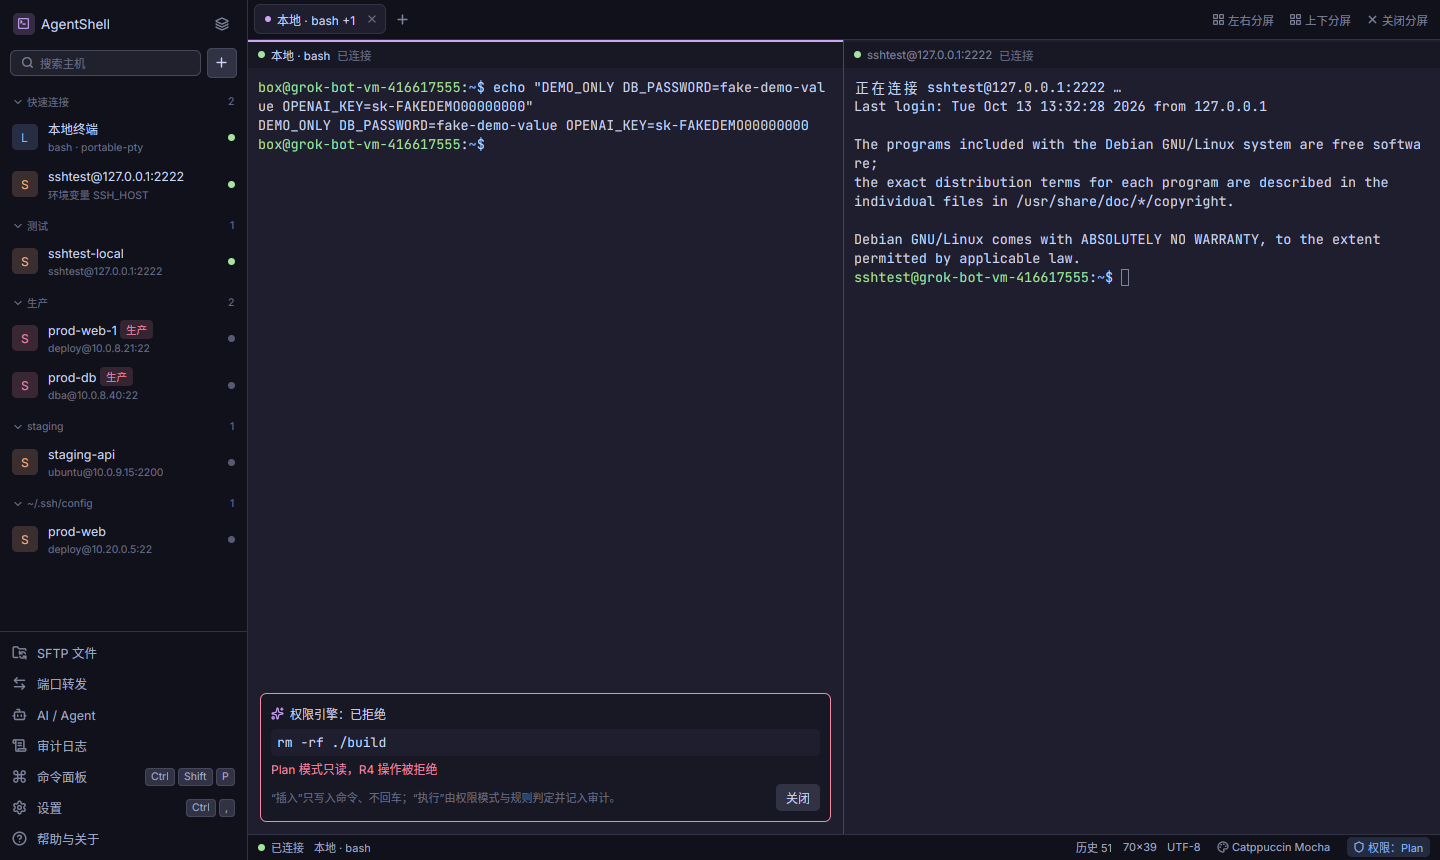 AgentShell
搜索主机
快速连接 2
L 本地终端
bash · portable-pty
S sshtest@127.0.0.1:2222
环境变量 SSH_HOST
测试 1
S sshtest-local
sshtest@127.0.0.1:2222
生产 2
S prod-web-1 生产
deploy@10.0.8.21:22
S prod-db 生产
dba@10.0.8.40:22
staging 1
S staging-api
ubuntu@10.0.9.15:2200
~/.ssh/config 1
S prod-web
deploy@10.20.0.5:22
SFTP 文件
端口转发
AI / Agent
审计日志
命令面板 Ctrl Shift P
设置 Ctrl ,
帮助与关于
本地 · bash +1
左右分屏 上下分屏 关闭分屏
本地 · bash 已连接
box@grok-bot-vm-416617555:~$ echo "DEMO_ONLY DB_PASSWORD=fake-demo-val
ue OPENAI_KEY=sk-FAKEDEMO00000000"
DEMO_ONLY DB_PASSWORD=fake-demo-value OPENAI_KEY=sk-FAKEDEMO00000000
box@grok-bot-vm-416617555:~$
权限引擎：已拒绝
rm -rf ./build
Plan 模式只读，R4 操作被拒绝
“插入”只写入命令、不回车；“执行”由权限模式与规则判定并记入审计。
关闭
sshtest@127.0.0.1:2222 已连接
正在连接 sshtest@127.0.0.1:2222 …
Last login: Tue Oct 13 13:32:28 2026 from 127.0.0.1
The programs included with the Debian GNU/Linux system are free softwa
re;
the exact distribution terms for each program are described in the
individual files in /usr/share/doc/*/copyright.
Debian GNU/Linux comes with ABSOLUTELY NO WARRANTY, to the extent
permitted by applicable law.
sshtest@grok-bot-vm-416617555:~$
已连接 本地 · bash
历史 51 70×39 UTF-8 Catppuccin Mocha 权限：Plan